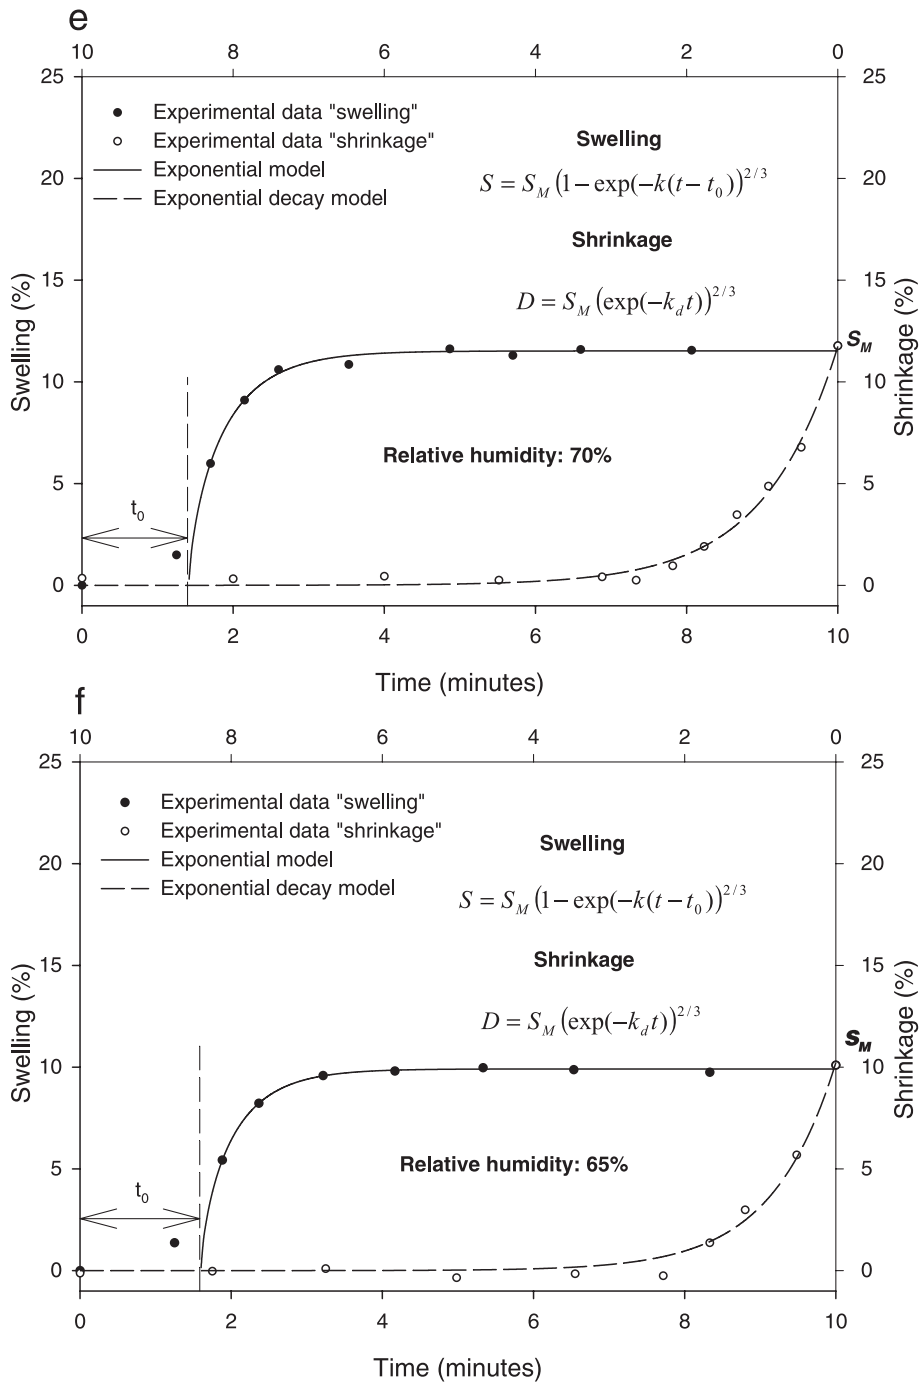 e
10 8 6 4 2 0
25 25
Experimental data "swelling"
Experimental data "shrinkage"
Exponential model
Exponential decay model
Swelling
S = S_M (1 − exp(−k(t − t_0))^{2/3}
20 20
Shrinkage
D = S_M (exp(−k_d t))^{2/3}
15 15
Swelling (%)
Shrinkage (%)
S_M
10 10
Relative humidity: 70%
5 5
t_0
0 0
0 2 4 6 8 10
Time (minutes)
f
10 8 6 4 2 0
25 25
Experimental data "swelling"
Experimental data "shrinkage"
Exponential model
Exponential decay model
Swelling
20 20
S = S_M (1 − exp(−k(t − t_0))^{2/3}
Shrinkage
15 15
D = S_M (exp(−k_d t))^{2/3}
Swelling (%)
Shrinkage (%)
S_M
10 10
Relative humidity: 65%
5 5
t_0
0 0
0 2 4 6 8 10
Time (minutes)